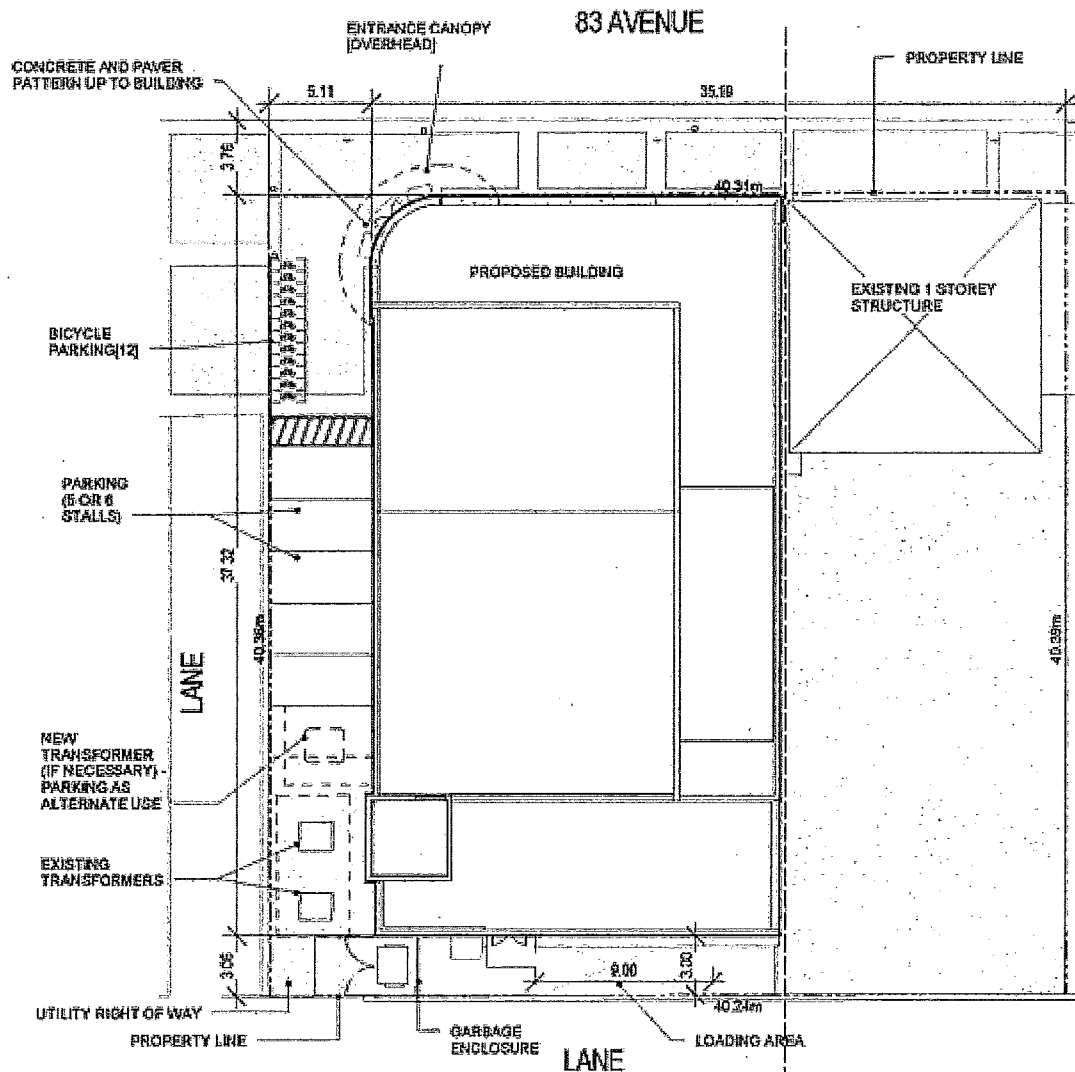 83 AVENUE
ENTRANCE CANOPY
[OVERHEAD]
PROPERTY LINE
CONCRETE AND PAVER
PATTERN UP TO BUILDING
5.11
35.19
3.76
40.31m
PROPOSED BUILDING
EXISTING 1 STOREY
STRUCTURE
BICYCLE
PARKING[12]
PARKING
(5 OR 6
STALLS)
37.32
40.36m
40.39m
LANE
NEW
TRANSFORMER
(IF NECESSARY) -
PARKING AS
ALTERNATE USE
EXISTING
TRANSFORMERS
3.06
9.00
3.00
40.24m
UTILITY RIGHT OF WAY
PROPERTY LINE
GARBAGE
ENCLOSURE
LOADING AREA
LANE